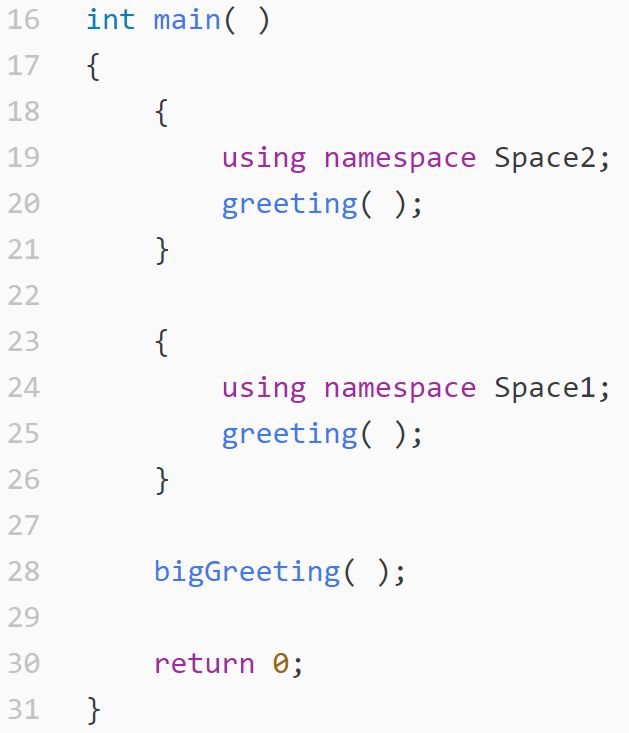 16 int main( )
17 {
18     {
19         using namespace Space2;
20         greeting( );
21     }
22
23     {
24         using namespace Space1;
25         greeting( );
26     }
27
28     bigGreeting( );
29
30     return 0;
31 }